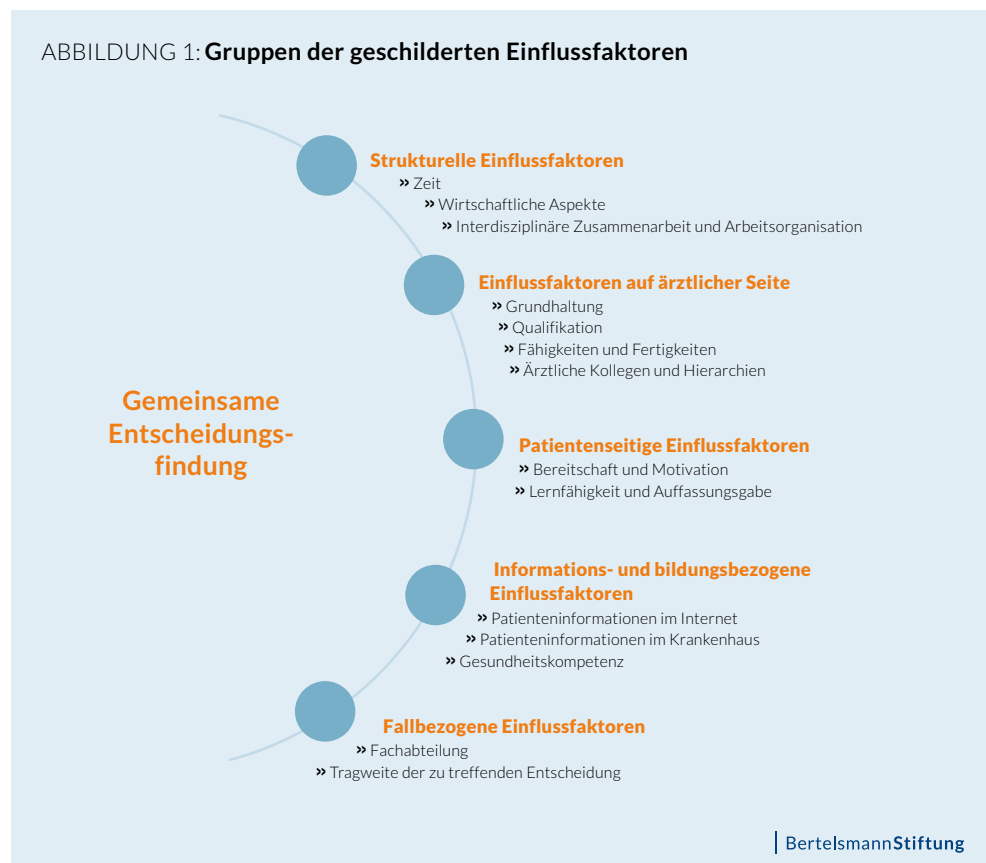 ABBILDUNG 1: Gruppen der geschilderten Einflussfaktoren
Strukturelle Einflussfaktoren
» Zeit
» Wirtschaftliche Aspekte
» Interdisziplinäre Zusammenarbeit und Arbeitsorganisation
Einflussfaktoren auf ärztlicher Seite
» Grundhaltung
» Qualifikation
» Fähigkeiten und Fertigkeiten
» Ärztliche Kollegen und Hierarchien
Gemeinsame
Entscheidungs-
findung
Patientenseitige Einflussfaktoren
» Bereitschaft und Motivation
» Lernfähigkeit und Auffassungsgabe
Informations- und bildungsbezogene
Einflussfaktoren
» Patienteninformationen im Internet
» Patienteninformationen im Krankenhaus
» Gesundheitskompetenz
Fallbezogene Einflussfaktoren
» Fachabteilung
» Tragweite der zu treffenden Entscheidung
BertelsmannStiftung